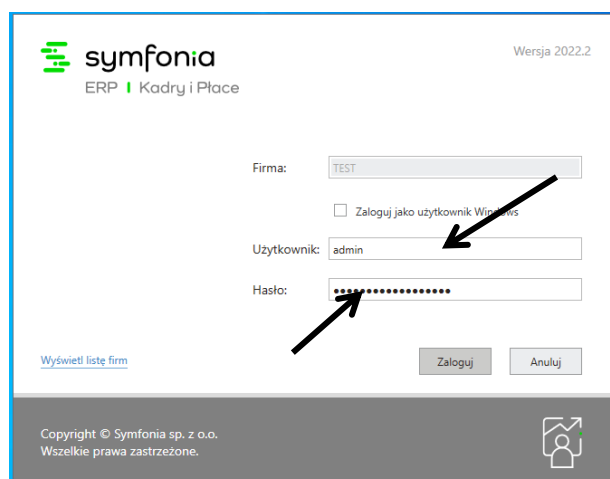 symfonia
Wersja 2022.2
ERP | Kadry i Płace
Firma: TEST
Zaloguj jako użytkownik Windows
Użytkownik: admin
Hasło: ••••••••••••••••••
Wyświetl listę firm
Zaloguj
Anuluj
Copyright © Symfonia sp. z o.o.
Wszelkie prawa zastrzeżone.